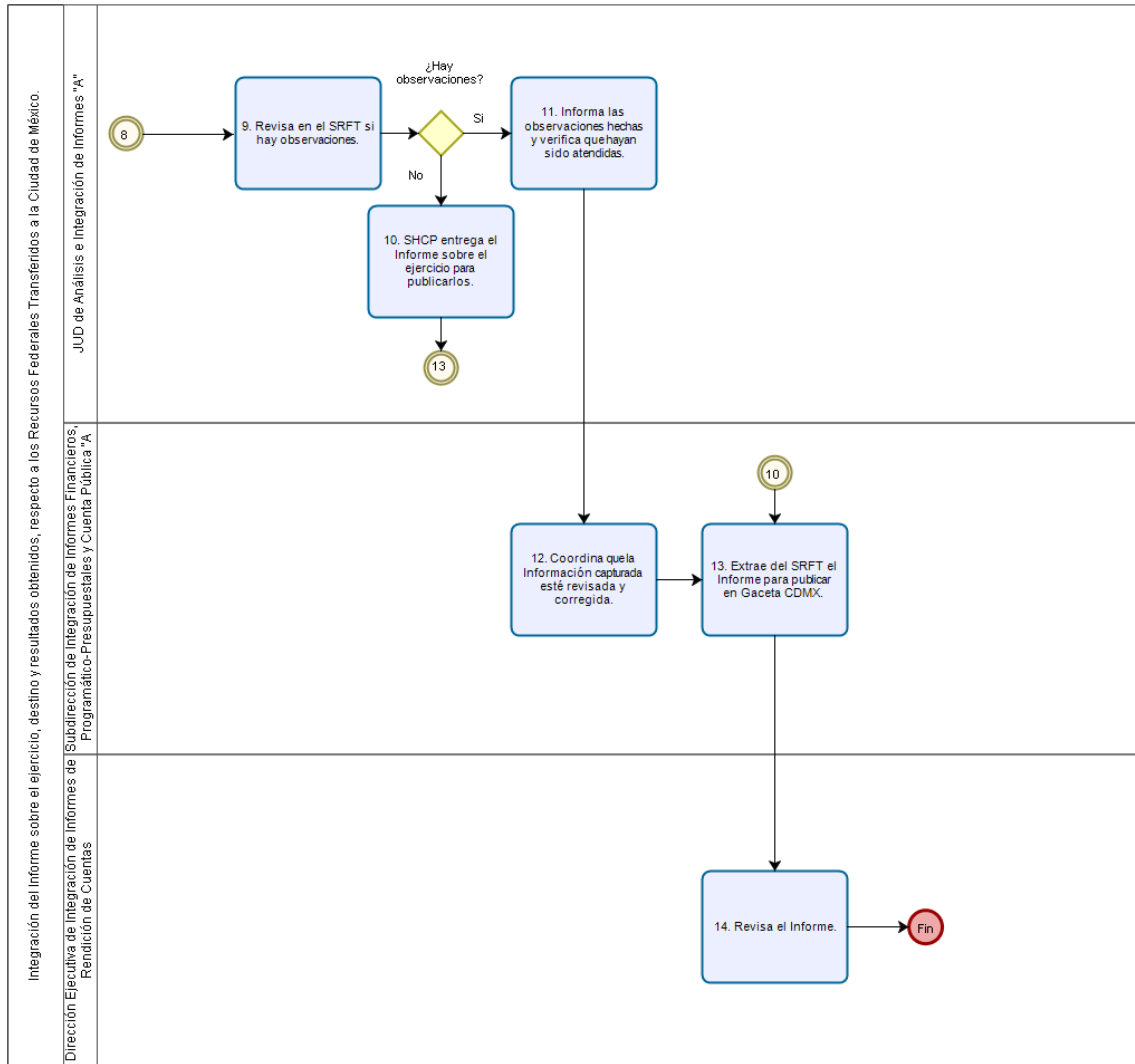 Integración del Informe sobre el ejercicio, destino y resultados obtenidos, respecto a los Recursos Federales Transferidos a la Ciudad de México.
JUD de Análisis e Integración de Informes "A"
8
9. Revisa en el SRFT si
hay observaciones.
¿Hay
observaciones?
Si
No
11. Informa las
observaciones hechas
y verifica que hayan
sido atendidas.
10. SHCP entrega el
Informe sobre el
ejercicio para
publicarlos.
13
Subdirección de Integración de Informes Financieros,
Programático-Presupuestales y Cuenta Pública "A
10
12. Coordina que la
Información capturada
esté revisada y
corregida.
13. Extrae del SRFT el
Informe para publicar
en Gaceta CDMX.
Dirección Ejecutiva de Integración de Informes de
Rendición de Cuentas
14. Revisa el Informe.
Fin